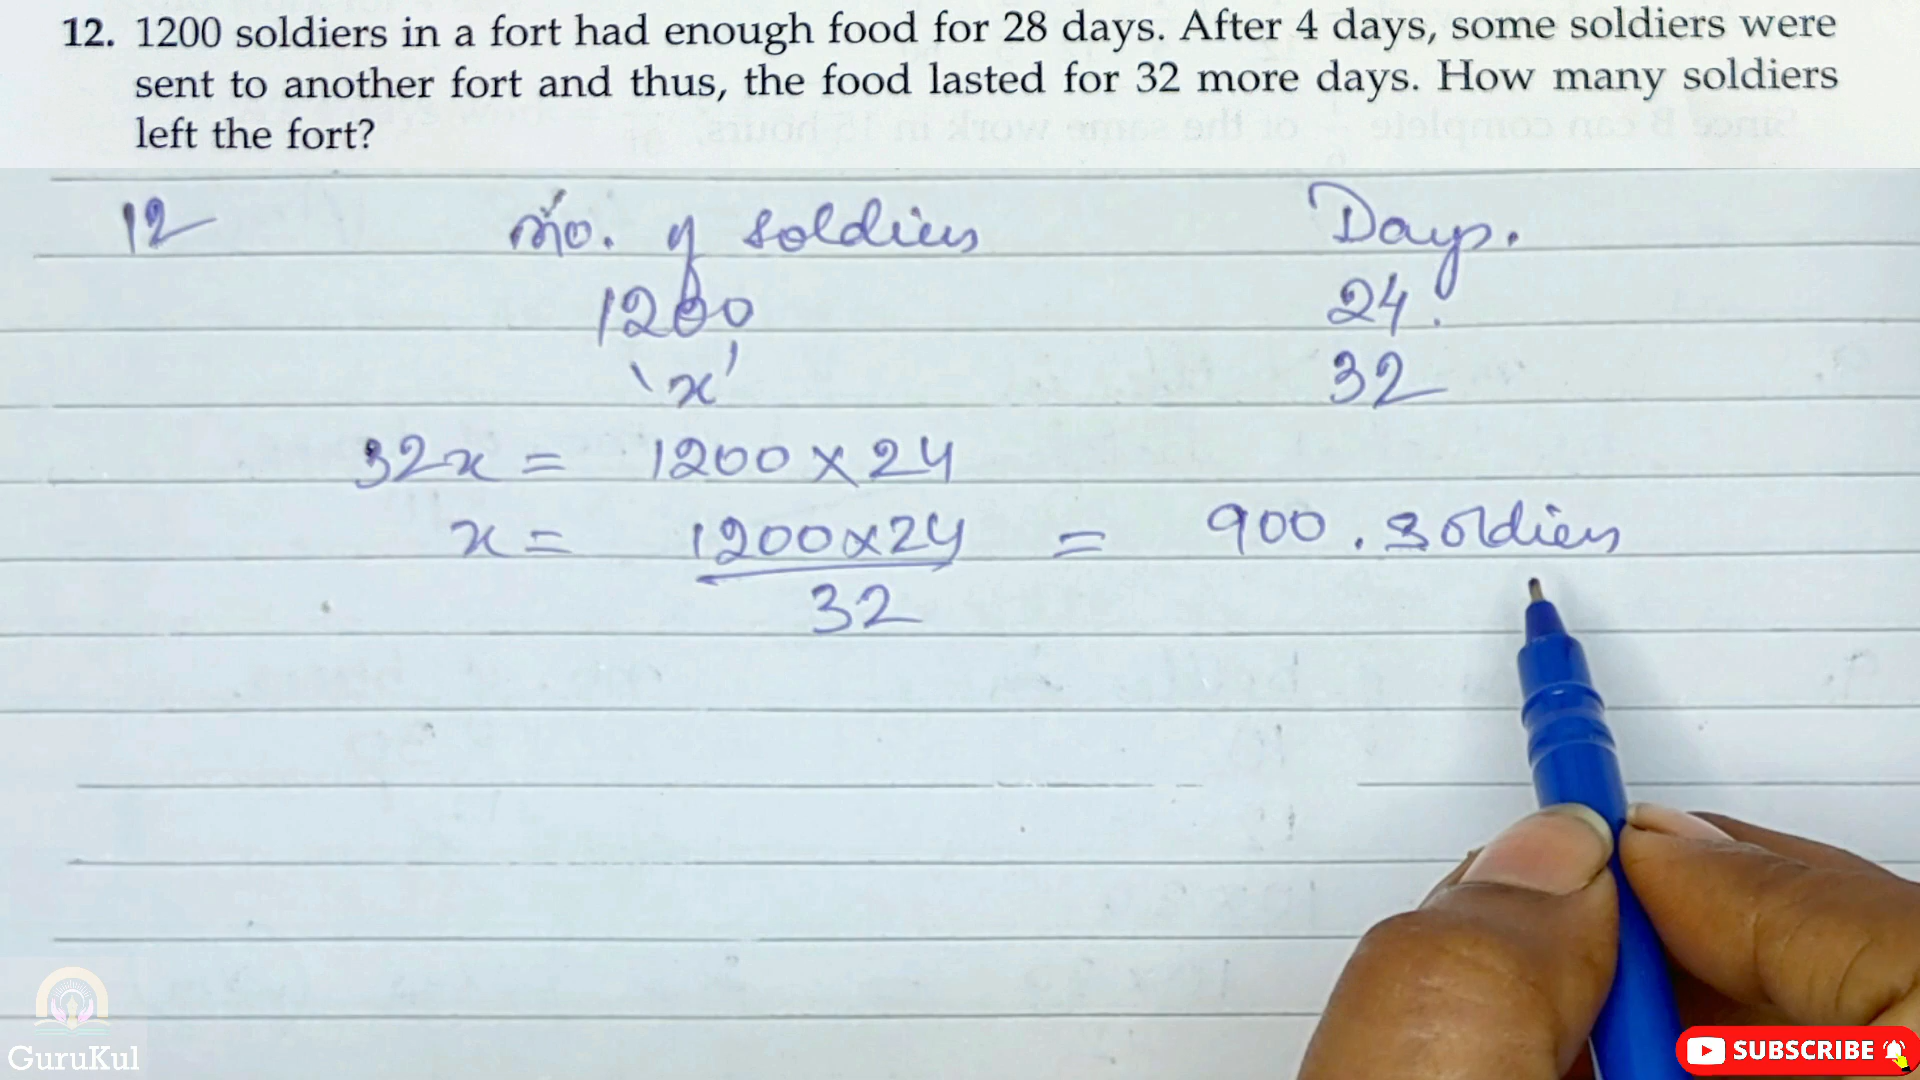 12. 1200 soldiers in a fort had enough food for 28 days. After 4 days, some soldiers were
sent to another fort and thus, the food lasted for 32 more days. How many soldiers
left the fort?
12 No. of soldiers Days.
1200 24.
'x' 32
32x = 1200 x 24
x = 1200x24 = 900. soldiers
32
GuruKul
SUBSCRIBE